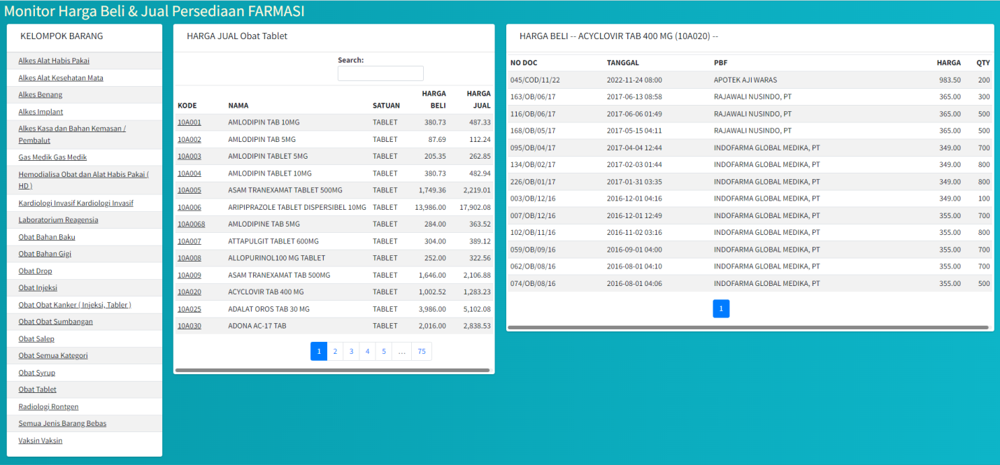 Monitor Harga Beli & Jual Persediaan FARMASI
KELOMPOK BARANG
Alkes Alat Habis Pakai
Alkes Alat Kesehatan Mata
Alkes Benang
Alkes Implant
Alkes Kasa dan Bahan Kemasan /
Pembalut
Gas Medik Gas Medik
Hemodialisa Obat dan Alat Habis Pakai (
HD )
Kardiologi Invasif Kardiologi Invasif
Laboratorium Reagensia
Obat Bahan Baku
Obat Bahan Gigi
Obat Drop
Obat Injeksi
Obat Obat Kanker ( Injeksi, Tabler )
Obat Obat Sumbangan
Obat Salep
Obat Semua Kategori
Obat Syrup
Obat Tablet
Radiologi Rontgen
Semua Jenis Barang Bebas
Vaksin Vaksin
HARGA JUAL Obat Tablet
Search:
KODE NAMA SATUAN HARGA BELI HARGA JUAL
10A001 AMLODIPIN TAB 10MG TABLET 380.73 487.33
10A002 AMLODIPIN TAB 5MG TABLET 87.69 112.24
10A003 AMLODIPIN TABLET 5MG TABLET 205.35 262.85
10A004 AMLODIPIN TABLET 10MG TABLET 380.73 482.94
10A005 ASAM TRANEXAMAT TABLET 500MG TABLET 1,749.36 2,219.01
10A006 ARIPIPRAZOLE TABLET DISPERSIBEL 10MG TABLET 13,986.00 17,902.08
10A0068 AMLODIPINE TAB 5MG TABLET 284.00 363.52
10A007 ATTAPULGIT TABLET 600MG TABLET 304.00 389.12
10A008 ALLOPURINOL100 MG TABLET TABLET 252.00 322.56
10A009 ASAM TRANEXAMAT TAB 500MG TABLET 1,646.00 2,106.88
10A020 ACYCLOVIR TAB 400 MG TABLET 1,002.52 1,283.23
10A025 ADALAT OROS TAB 30 MG TABLET 3,986.00 5,102.08
10A030 ADONA AC-17 TAB TABLET 2,016.00 2,838.53
1 2 3 4 5 ... 75
HARGA BELI -- ACYCLOVIR TAB 400 MG (10A020) --
NO DOC TANGGAL PBF HARGA QTY
045/COD/11/22 2022-11-24 08:00 APOTEK AJI WARAS 983.50 200
163/OB/06/17 2017-06-13 08:58 RAJAWALI NUSINDO, PT 365.00 300
116/OB/06/17 2017-06-06 01:49 RAJAWALI NUSINDO, PT 365.00 500
168/OB/05/17 2017-05-15 04:11 RAJAWALI NUSINDO, PT 365.00 500
095/OB/04/17 2017-04-04 12:44 INDOFARMA GLOBAL MEDIKA, PT 349.00 700
134/OB/02/17 2017-02-03 01:44 INDOFARMA GLOBAL MEDIKA, PT 349.00 800
226/OB/01/17 2017-01-31 03:35 INDOFARMA GLOBAL MEDIKA, PT 349.00 800
003/OB/12/16 2016-12-01 04:16 INDOFARMA GLOBAL MEDIKA, PT 349.00 100
007/OB/12/16 2016-12-01 12:49 INDOFARMA GLOBAL MEDIKA, PT 355.00 700
102/OB/11/16 2016-11-02 03:16 INDOFARMA GLOBAL MEDIKA, PT 355.00 800
059/OB/09/16 2016-09-01 04:00 INDOFARMA GLOBAL MEDIKA, PT 355.00 700
062/OB/08/16 2016-08-01 04:10 INDOFARMA GLOBAL MEDIKA, PT 355.00 700
074/OB/08/16 2016-08-01 04:06 INDOFARMA GLOBAL MEDIKA, PT 355.00 500
1